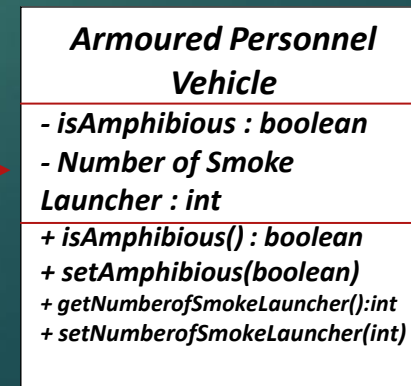 Armoured Personnel
Vehicle
- isAmphibious : boolean
- Number of Smoke
Launcher : int
+ isAmphibious() : boolean
+ setAmphibious(boolean)
+ getNumberofSmokeLauncher():int
+ setNumberofSmokeLauncher(int)